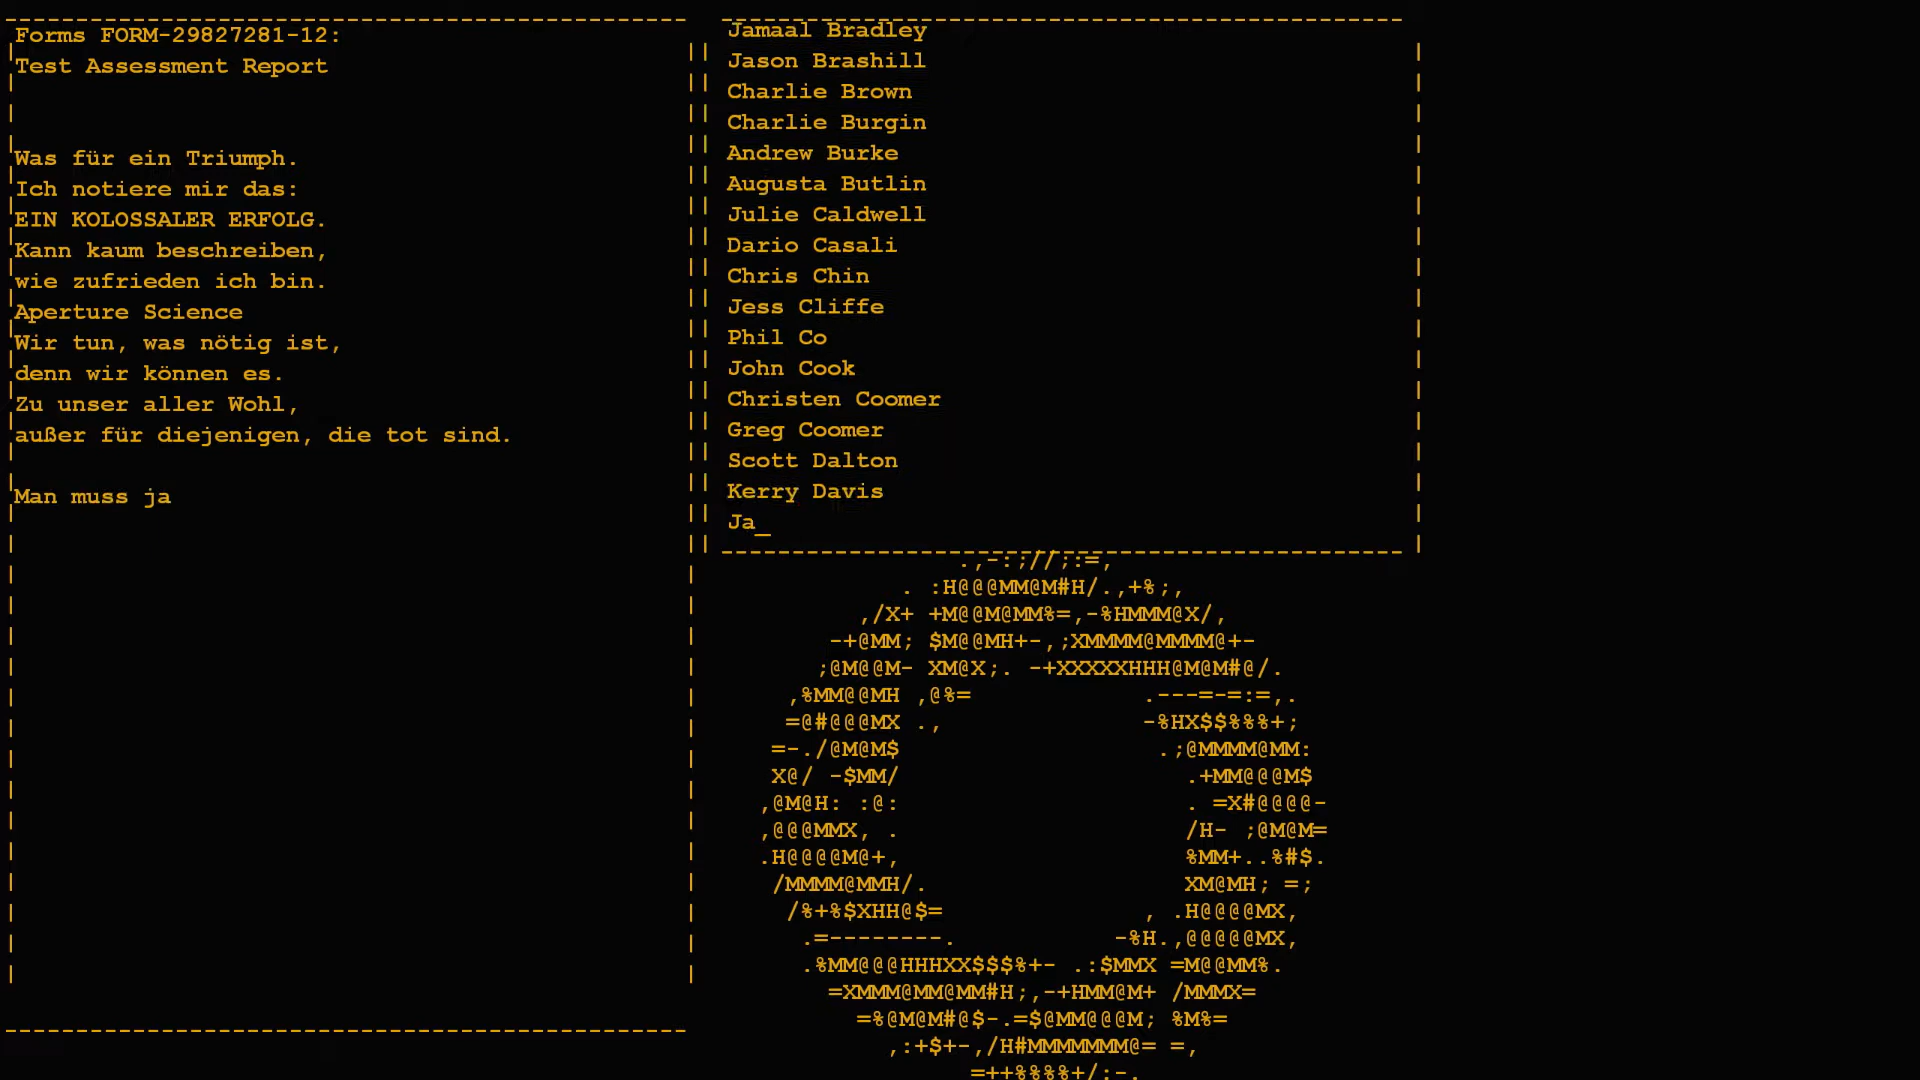 Forms FORM-29827281-12:
Test Assessment Report
Was für ein Triumph.
Ich notiere mir das:
EIN KOLOSSALER ERFOLG.
Kann kaum beschreiben,
wie zufrieden ich bin.
Aperture Science
Wir tun, was nötig ist,
denn wir können es.
Zu unser aller Wohl,
außer für diejenigen, die tot sind.
Man muss ja
Jamaal Bradley
Jason Brashill
Charlie Brown
Charlie Burgin
Andrew Burke
Augusta Butlin
Julie Caldwell
Dario Casali
Chris Chin
Jess Cliffe
Phil Co
John Cook
Christen Coomer
Greg Coomer
Scott Dalton
Kerry Davis
Ja_